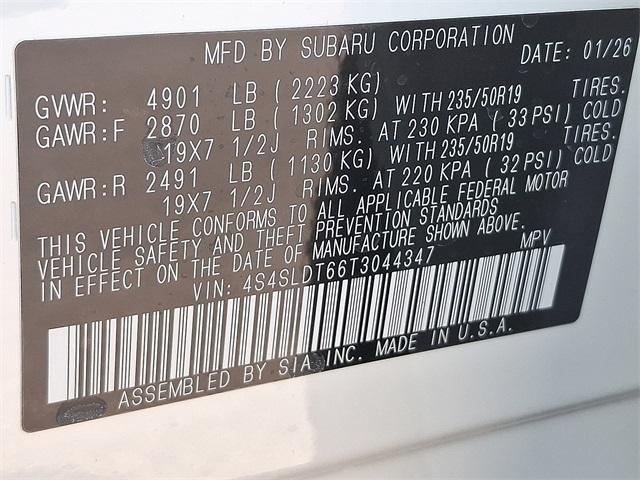 MFD BY SUBARU CORPORATION DATE: 01/26
GVWR: 4901 LB ( 2223 KG)
GAWR:F 2870 LB ( 1302 KG) WITH 235/50R19 TIRES.
19X7 1/2J RIMS. AT 230 KPA ( 33 PSI) COLD
GAWR:R 2491 LB ( 1130 KG) WITH 235/50R19 TIRES.
19X7 1/2J RIMS. AT 220 KPA ( 32 PSI) COLD
THIS VEHICLE CONFORMS TO ALL APPLICABLE FEDERAL MOTOR
VEHICLE SAFETY AND THEFT PREVENTION STANDARDS
IN EFFECT ON THE DATE OF MANUFACTURE SHOWN ABOVE.
VIN: 4S4SLDT66T3044347 MPV
ASSEMBLED BY SIA, INC. MADE IN U.S.A.